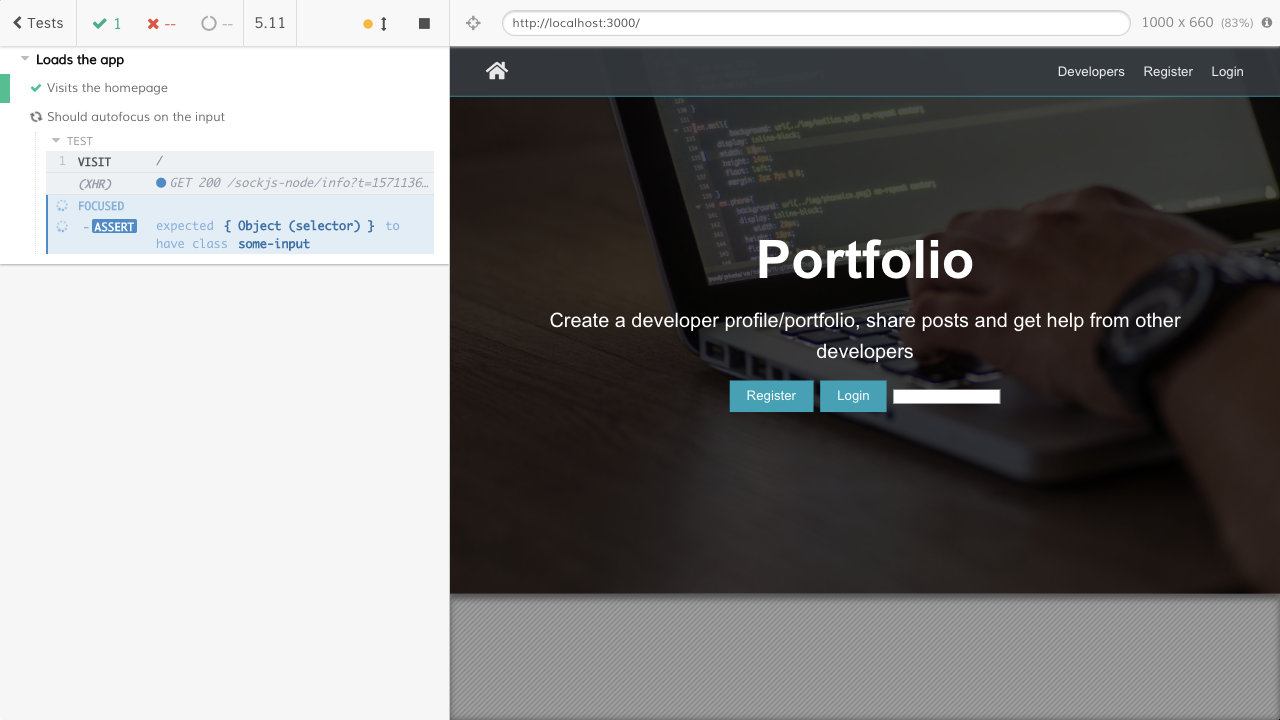 Tests
1
--
--
5.11
http://localhost:3000/
1000 x 660 (83%)
Loads the app
Visits the homepage
Should autofocus on the input
TEST
1 VISIT /
(XHR) GET 200 /sockjs-node/info?t=1571136…
FOCUSED
- ASSERT expected { Object (selector) } to
have class some-input
Developers Register Login
Portfolio
Create a developer profile/portfolio, share posts and get help from other
developers
Register Login